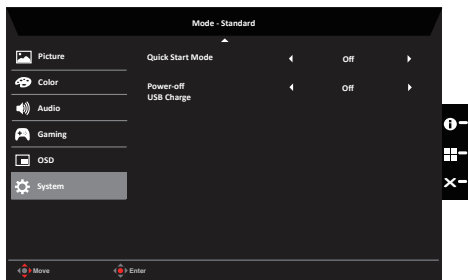 Mode - Standard
Picture
Color
Audio
Gaming
OSD
System
Quick Start Mode
Off
Power-off
USB Charge
Off
Move
Enter